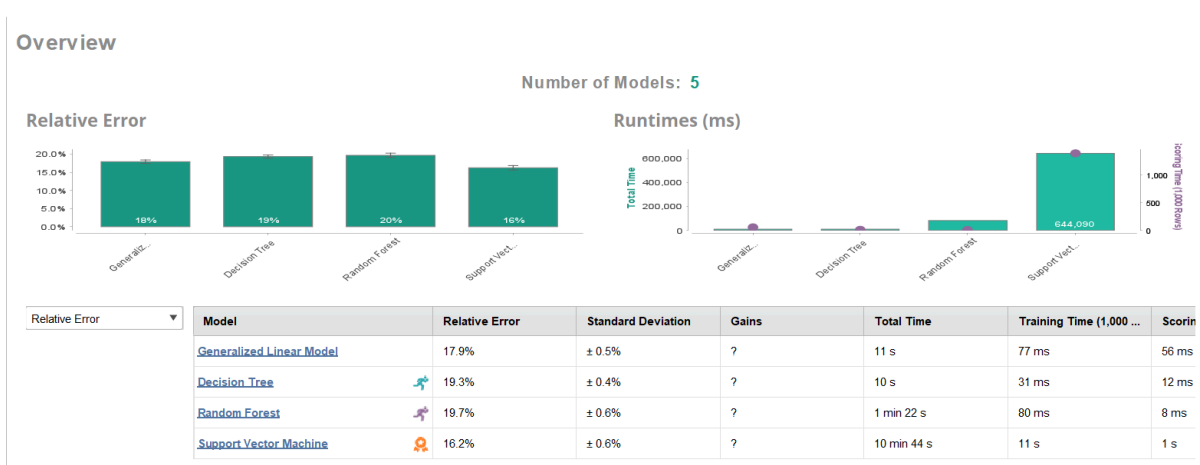 Overview
Number of Models: 5
Relative Error
20.0%
15.0%
10.0%
5.0%
0.0%
18%
19%
20%
16%
Generaliz...
Decision Tree
Random Forest
Support Vect...
Runtimes (ms)
Total Time
600,000
400,000
200,000
0
644,090
1,000
500
0
Scoring Time (1,000 Rows)
Generaliz...
Decision Tree
Random Forest
Support Vect...
Relative Error
Model Relative Error Standard Deviation Gains Total Time Training Time (1,000 ... Scorin
Generalized Linear Model 17.9% ± 0.5% ? 11 s 77 ms 56 ms
Decision Tree 19.3% ± 0.4% ? 10 s 31 ms 12 ms
Random Forest 19.7% ± 0.6% ? 1 min 22 s 80 ms 8 ms
Support Vector Machine 16.2% ± 0.6% ? 10 min 44 s 11 s 1 s